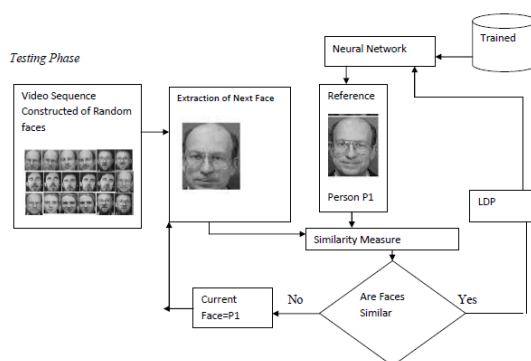 Testing Phase
Video Sequence
Constructed of Random
faces
Extraction of Next Face
Neural Network
Trained
Reference
Person P1
Similarity Measure
LDP
Are Faces
Similar
Yes
No
Current
Face=P1